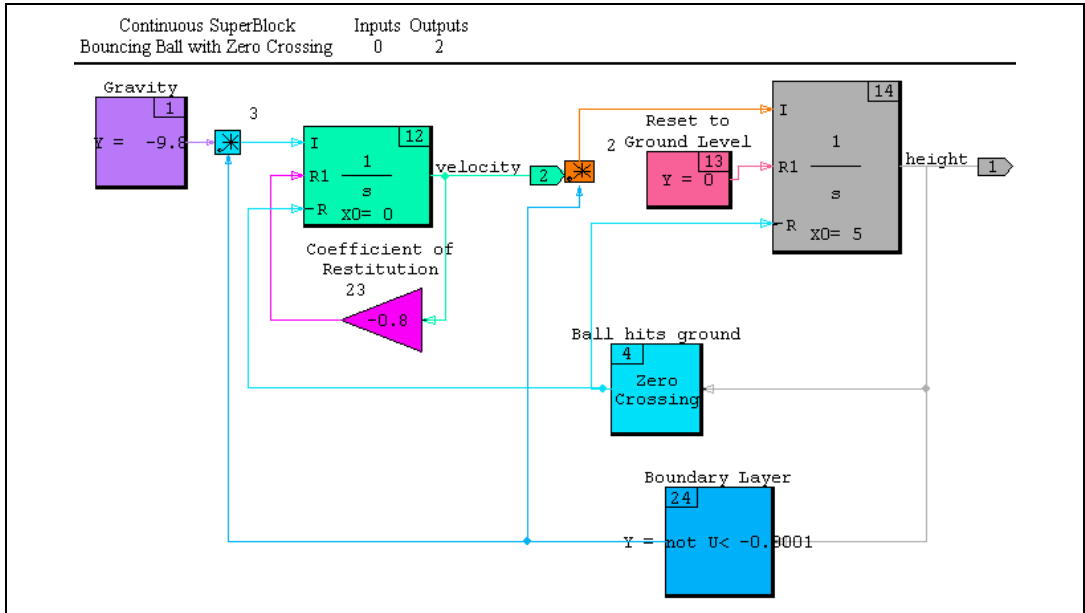 Continuous SuperBlock Inputs Outputs
Bouncing Ball with Zero Crossing 0 2
Gravity
1
Y = -9.8
3
I
12
R1
1
s
-R
X0= 0
velocity
2
2
Coefficient of
Restitution
23
-0.8
Reset to
Ground Level
13
Y = 0
14
I
R1
1
s
-R
X0= 5
height
1
Ball hits ground
4
Zero
Crossing
Boundary Layer
24
Y = not U< -0.0001